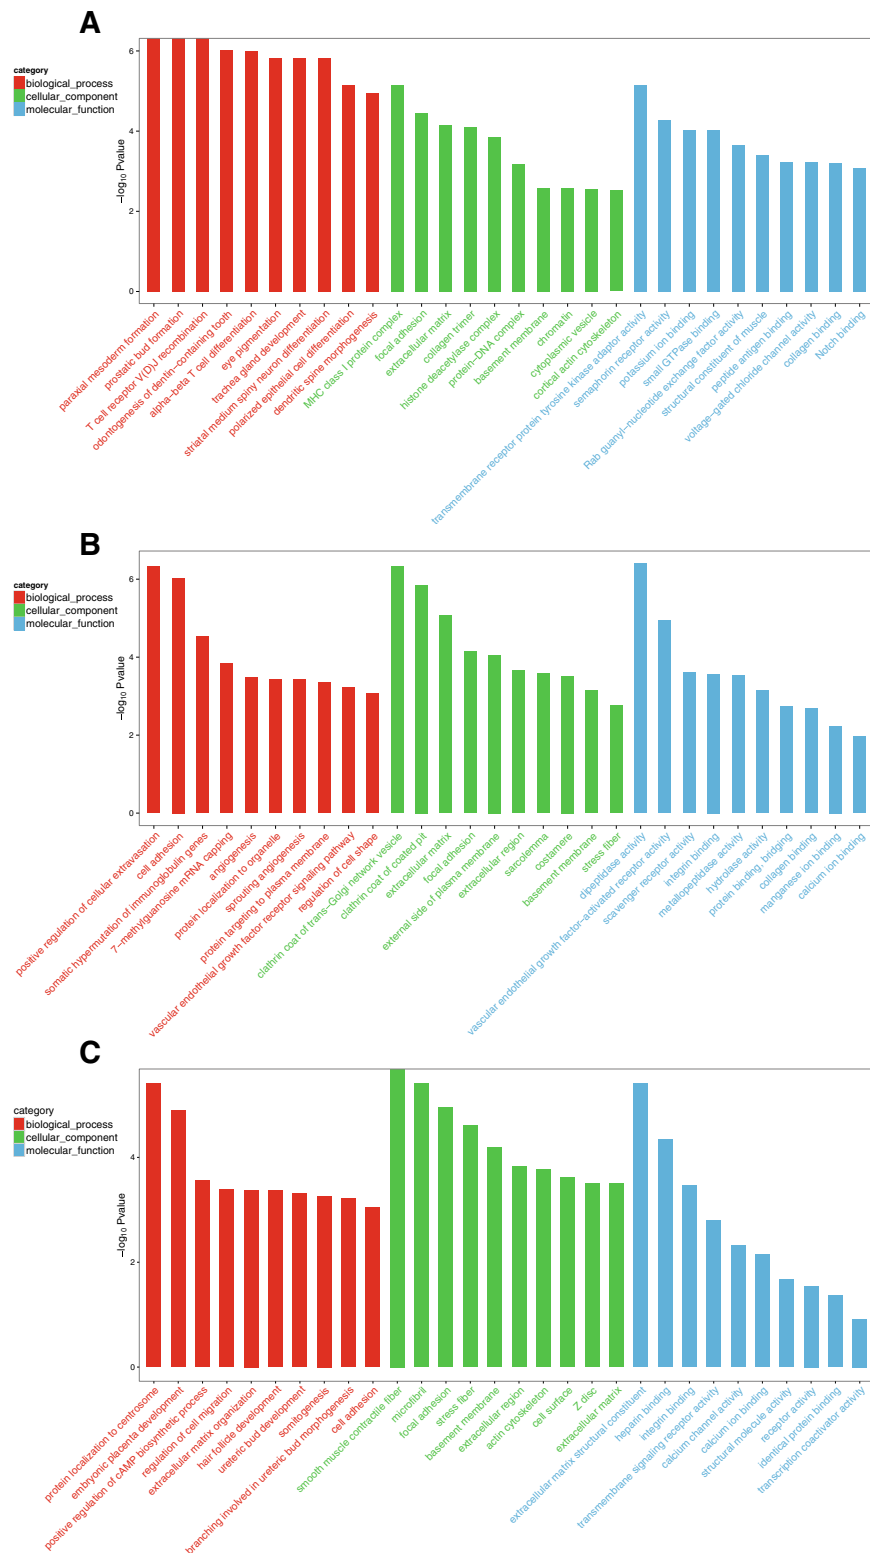 A
category
biological_process
cellular_component
molecular_function
−log10 Pvalue
6
4
2
0
paraxial mesoderm formation
prostatic bud formation
T cell receptor V(D)J recombination
odontogenesis of dentin−containing tooth
alpha−beta T cell differentiation
eye pigmentation
trachea gland development
striatal medium spiny neuron differentiation
polarized epithelial cell differentiation
dendritic spine morphogenesis
MHC class I protein complex
focal adhesion
extracellular matrix
collagen trimer
histone deacetylase complex
protein−DNA complex
basement membrane
chromatin
cytoplasmic vesicle
cortical actin cytoskeleton
transmembrane receptor protein tyrosine kinase adaptor activity
semaphorin receptor activity
potassium ion binding
small GTPase binding
Rab guanyl−nucleotide exchange factor activity
structural constituent of muscle
peptide antigen binding
voltage−gated chloride channel activity
collagen binding
Notch binding
B
category
biological_process
cellular_component
molecular_function
−log10 Pvalue
6
4
2
0
positive regulation of cellular extravasation
cell adhesion
somatic hypermutation of immunoglobulin genes
7−methylguanosine mRNA capping
angiogenesis
protein localization to organelle
sprouting angiogenesis
protein targeting to plasma membrane
vascular endothelial growth factor receptor signaling pathway
regulation of cell shape
clathrin coat of trans−Golgi network vesicle
clathrin coat of coated pit
extracellular matrix
focal adhesion
external side of plasma membrane
extracellular region
sarcolemma
costamere
basement membrane
stress fiber
dipeptidase activity
vascular endothelial growth factor−activated receptor activity
scavenger receptor activity
integrin binding
metallopeptidase activity
hydrolase activity
protein binding, bridging
collagen binding
manganese ion binding
calcium ion binding
C
category
biological_process
cellular_component
molecular_function
−log10 Pvalue
4
2
0
protein localization to centrosome
embryonic placenta development
positive regulation of cAMP biosynthetic process
regulation of cell migration
extracellular matrix organization
hair follicle development
ureteric bud development
somitogenesis
branching involved in ureteric bud morphogenesis
cell adhesion
smooth muscle contractile fiber
microfibril
focal adhesion
stress fiber
basement membrane
extracellular region
actin cytoskeleton
cell surface
Z disc
extracellular matrix
extracellular matrix structural constituent
heparin binding
integrin binding
transmembrane signaling receptor activity
calcium channel activity
calcium ion binding
structural molecule activity
receptor activity
identical protein binding
transcription coactivator activity